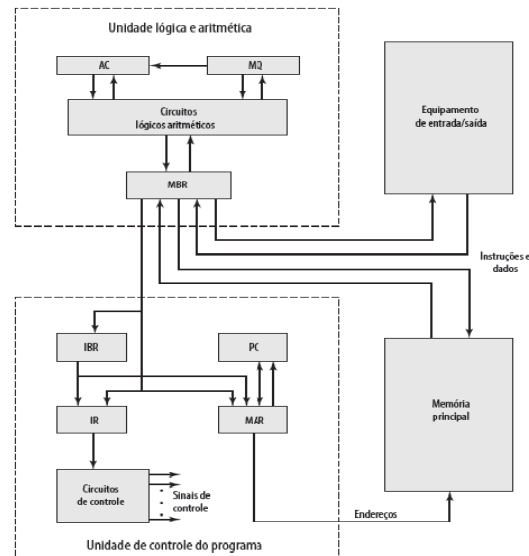 Unidade lógica e aritmética
AC
MQ
Circuitos
lógicos aritméticos
MBR
Equipamento
de entrada/saída
Instruções e
dados
IBR
PC
IR
MAR
Memória
principal
Circuitos
de controle
Sinais de
controle
Endereços
Unidade de controle do programa